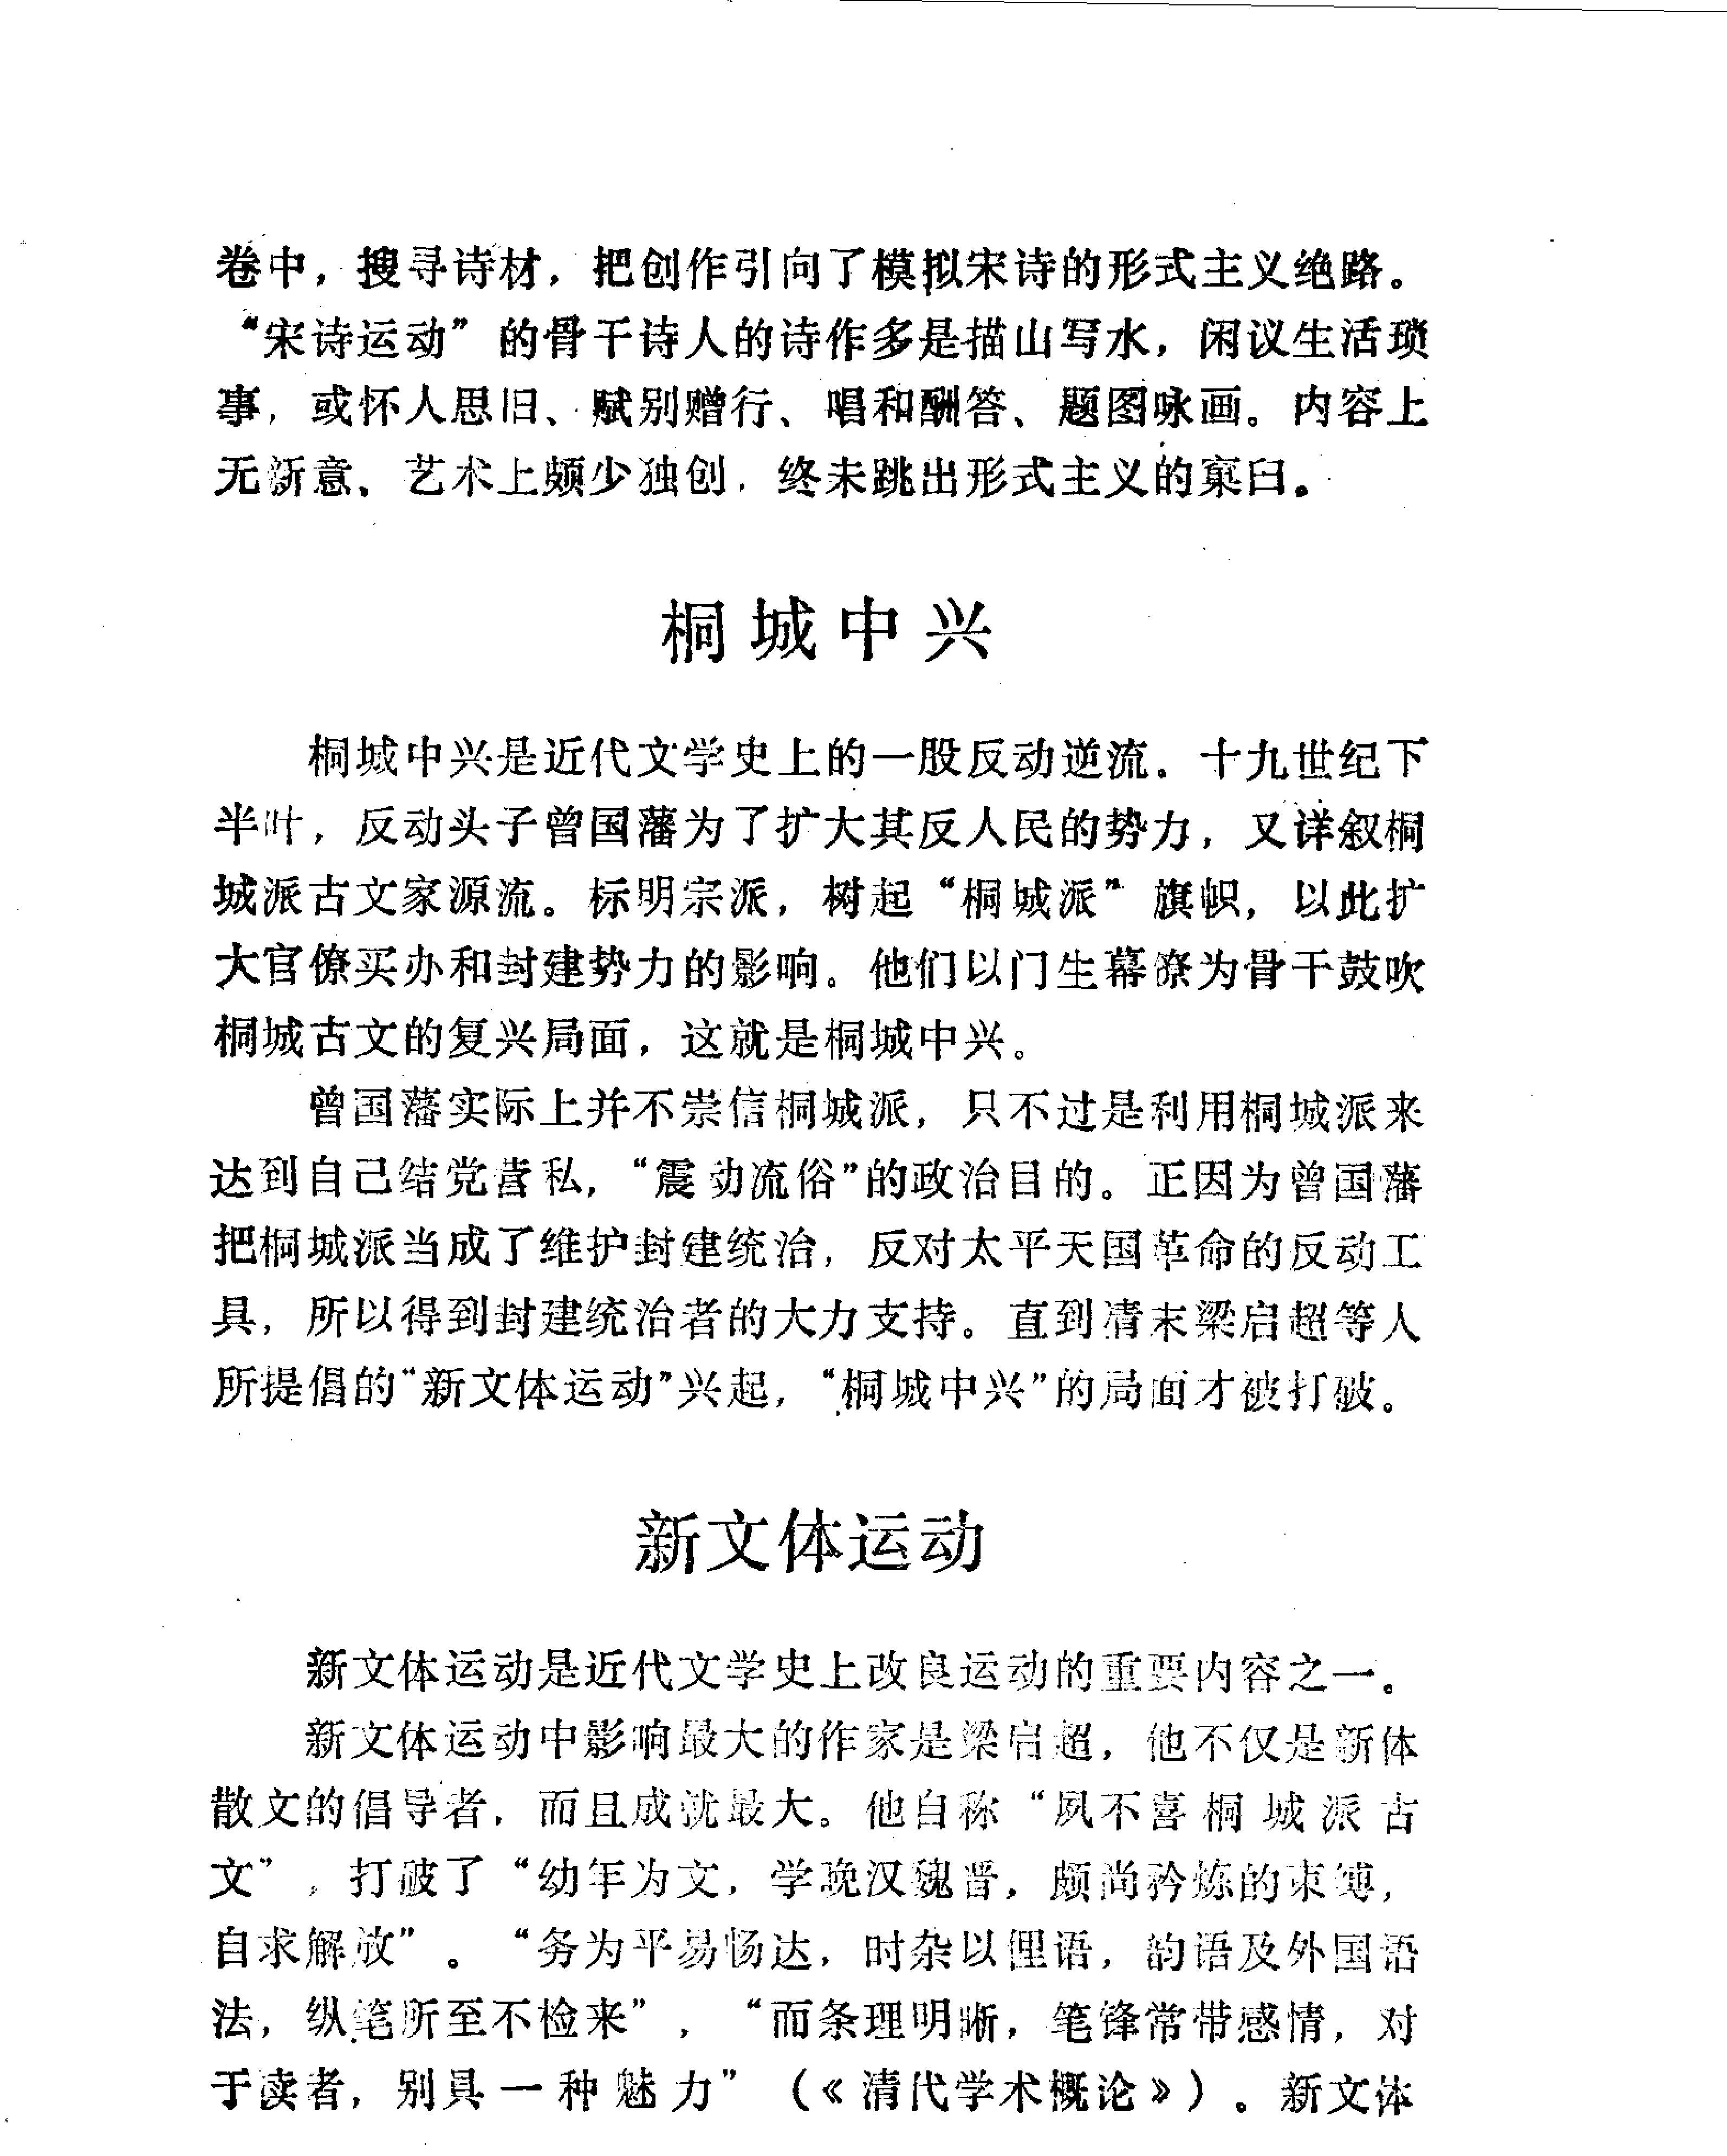 卷中，搜寻诗材，把创作引向了模拟宋诗的形式主义绝路。
“宋诗运动”的骨干诗人的诗作多是描山写水，闲议生活琐
事，或怀人思旧、赋别赠行、唱和酬答、题图咏画。内容上
无新意，艺术上颇少独创，终未跳出形式主义的窠臼。
桐城中兴
桐城中兴是近代文学史上的一股反动逆流。十九世纪下
半叶，反动头子曾国藩为了扩大其反人民的势力，又详叙桐
城派古文家源流。标明宗派，树起“桐城派”旗帜，以此扩
大官僚买办和封建势力的影响。他们以门生幕僚为骨干鼓吹
桐城古文的复兴局面，这就是桐城中兴。
曾国藩实际上并不崇信桐城派，只不过是利用桐城派来
达到自己结党营私，“震动流俗”的政治目的。正因为曾国藩
把桐城派当成了维护封建统治，反对太平天国革命的反动工
具，所以得到封建统治者的大力支持。直到清末梁启超等人
所提倡的“新文体运动”兴起，“桐城中兴”的局面才被打破。
新文体运动
新文体运动是近代文学史上改良运动的重要内容之一。
新文体运动中影响最大的作家是梁启超，他不仅是新体
散文的倡导者，而且成就最大。他自称“夙不喜桐城派古
文”，打破了“幼年为文，学晚汉魏晋，颇尚矜炼的束缚，
自求解放”。“务为平易畅达，时杂以俚语，韵语及外国语
法，纵笔所至不检来”，“而条理明晰，笔锋常带感情，对
于读者，别具一种魅力”（《清代学术概论》）。新文体